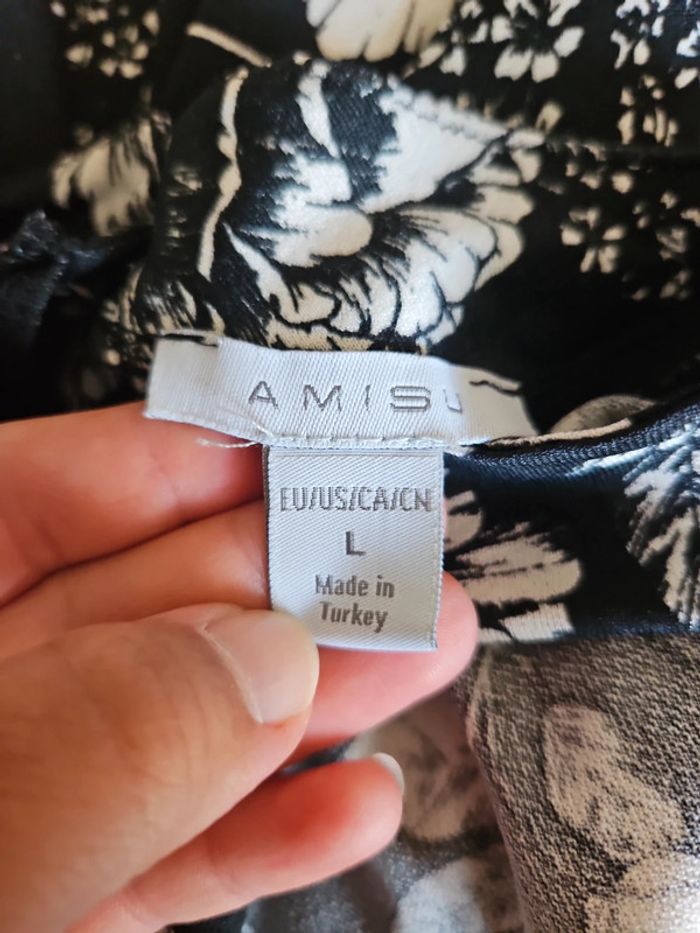 AMISU
EU/US/CA/CN
L
Made in
Turkey